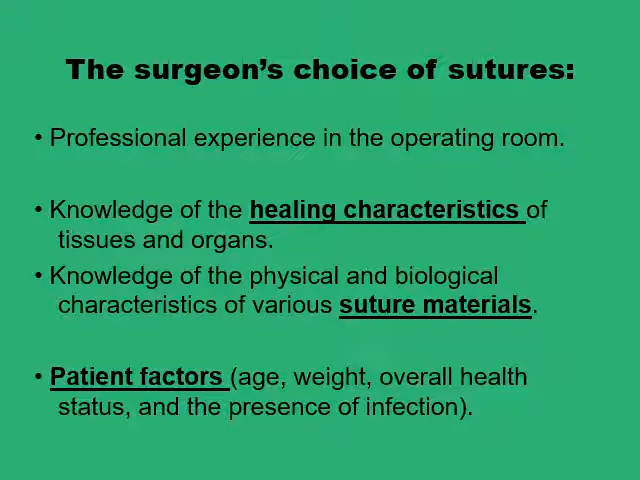 The surgeon’s choice of sutures:
• Professional experience in the operating room.
• Knowledge of the healing characteristics of
tissues and organs.
• Knowledge of the physical and biological
characteristics of various suture materials.
• Patient factors (age, weight, overall health
status, and the presence of infection).